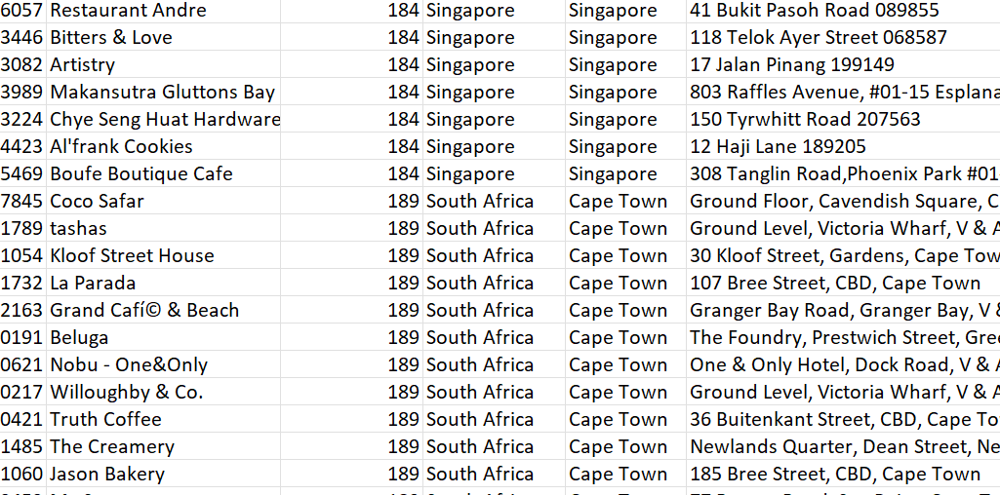 6057 Restaurant Andre 184 Singapore Singapore 41 Bukit Pasoh Road 089855
3446 Bitters & Love 184 Singapore Singapore 118 Telok Ayer Street 068587
3082 Artistry 184 Singapore Singapore 17 Jalan Pinang 199149
3989 Makansutra Gluttons Bay 184 Singapore Singapore 803 Raffles Avenue, #01-15 Esplana
3224 Chye Seng Huat Hardware 184 Singapore Singapore 150 Tyrwhitt Road 207563
4423 Al'frank Cookies 184 Singapore Singapore 12 Haji Lane 189205
5469 Boufe Boutique Cafe 184 Singapore Singapore 308 Tanglin Road,Phoenix Park #01
7845 Coco Safar 189 South Africa Cape Town Ground Floor, Cavendish Square, C
1789 tashas 189 South Africa Cape Town Ground Level, Victoria Wharf, V & A
1054 Kloof Street House 189 South Africa Cape Town 30 Kloof Street, Gardens, Cape Tow
1732 La Parada 189 South Africa Cape Town 107 Bree Street, CBD, Cape Town
2163 Grand Cafí© & Beach 189 South Africa Cape Town Granger Bay Road, Granger Bay, V &
0191 Beluga 189 South Africa Cape Town The Foundry, Prestwich Street, Gree
0621 Nobu - One&Only 189 South Africa Cape Town One & Only Hotel, Dock Road, V & A
0217 Willoughby & Co. 189 South Africa Cape Town Ground Level, Victoria Wharf, V & A
0421 Truth Coffee 189 South Africa Cape Town 36 Buitenkant Street, CBD, Cape To
1485 The Creamery 189 South Africa Cape Town Newlands Quarter, Dean Street, Ne
1060 Jason Bakery 189 South Africa Cape Town 185 Bree Street, CBD, Cape Town